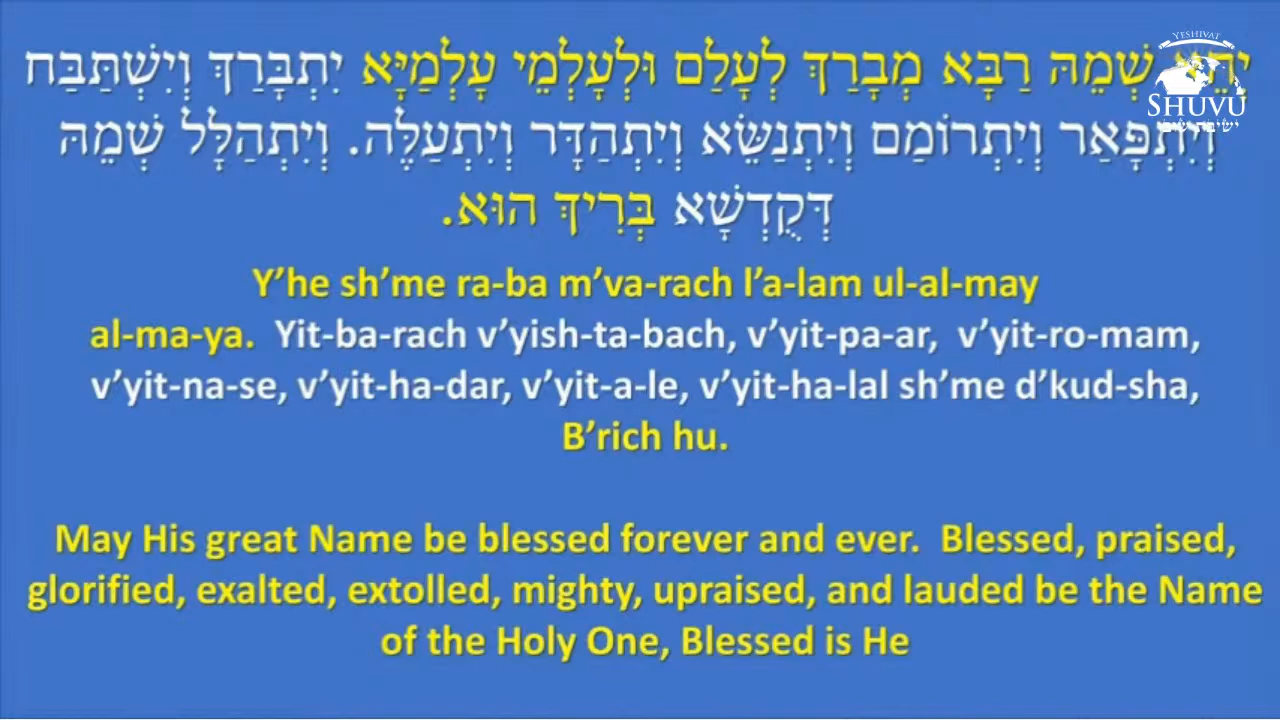 יְהֵא שְׁמֵהּ רַבָּא מְבָרַךְ לְעָלַם וּלְעָלְמֵי עָלְמַיָּא יִתְבָּרַךְ וְיִשְׁתַּבַּח
וְיִתְפָּאַר וְיִתְרוֹמַם וְיִתְנַשֵּׂא וְיִתְהַדָּר וְיִתְעַלֶּה. וְיִתְהַלָּל שְׁמֵהּ
דְּקֻדְשָׁא בְּרִיךְ הוּא.
Y’he sh’me ra-ba m’va-rach l’a-lam ul-al-may
al-ma-ya. Yit-ba-rach v’yish-ta-bach, v’yit-pa-ar, v’yit-ro-mam,
v’yit-na-se, v’yit-ha-dar, v’yit-a-le, v’yit-ha-lal sh’me d’kud-sha,
B’rich hu.
May His great Name be blessed forever and ever. Blessed, praised,
glorified, exalted, extolled, mighty, upraised, and lauded be the Name
of the Holy One, Blessed is He
YESHIVAT
SHUVU
ישיבת שובו